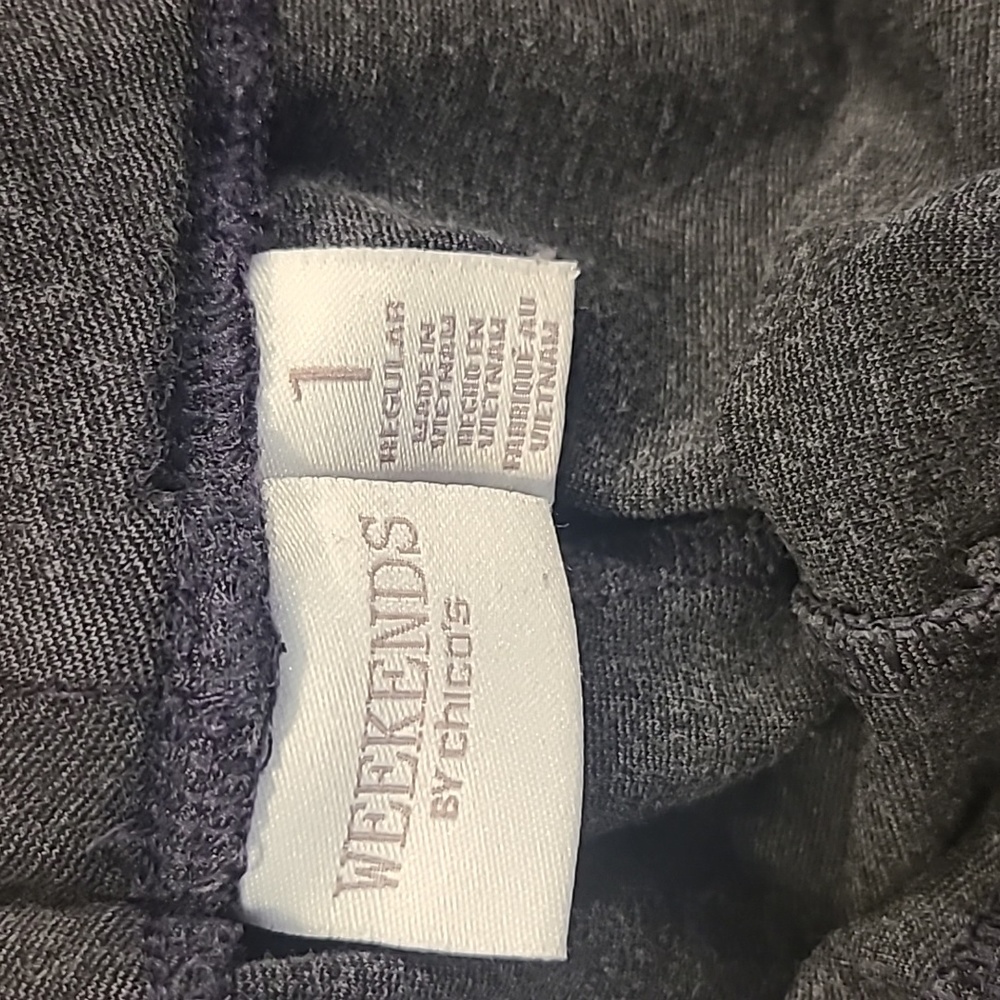 WEEKENDS
BY CHICO'S
1
REGULAR
MADE IN
VIETNAM
HECHO EN
VIETNAM
FABRIQUÉ AU
VIETNAM